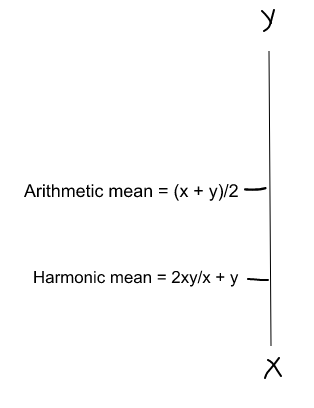 y
Arithmetic mean = (x + y)/2
Harmonic mean = 2xy/x + y
x